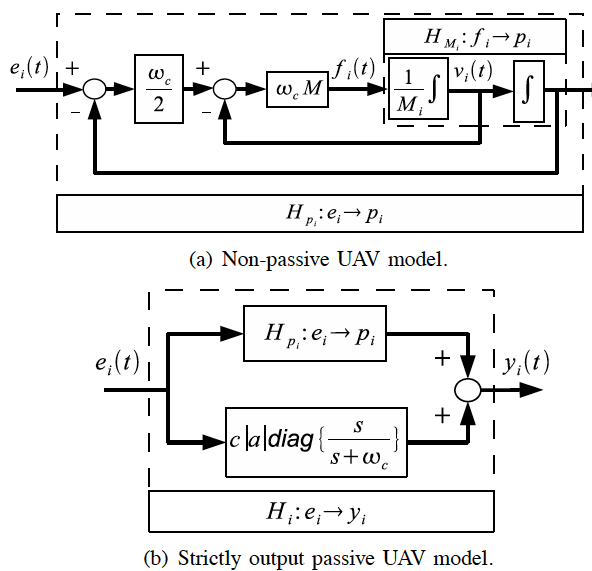 H_{M_i} : f_i → p_i
e_i(t) + − ω_c/2 + − ω_c M f_i(t) 1/M_i ∫ v_i(t) ∫
H_{p_i} : e_i → p_i
(a) Non-passive UAV model.
H_{p_i} : e_i → p_i
e_i(t) + + y_i(t)
c|a|diag{s/(s+ω_c)}
H_i : e_i → y_i
(b) Strictly output passive UAV model.